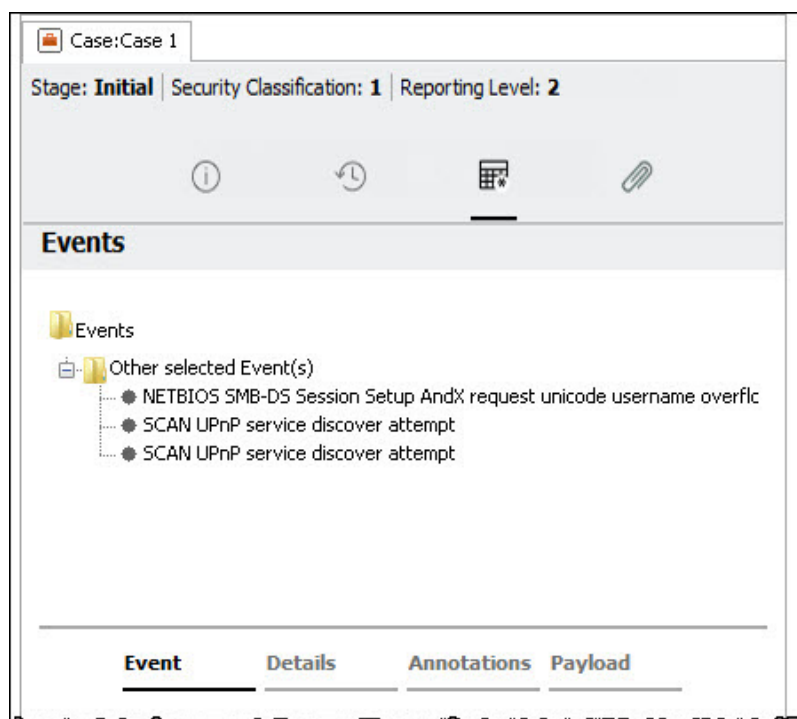 Case:Case 1
Stage: Initial | Security Classification: 1 | Reporting Level: 2
Events
Events
Other selected Event(s)
NETBIOS SMB-DS Session Setup AndX request unicode username overflc
SCAN UPnP service discover attempt
SCAN UPnP service discover attempt
Event Details Annotations Payload